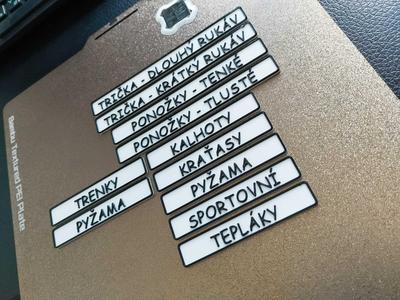 TRIČKA - DLOUHÝ RUKÁV
TRIČKA - KRÁTKÝ RUKÁV
PONOŽKY - TENKÉ
PONOŽKY - TLUSTÉ
KALHOTY
KRAŤASY
PYŽAMA
SPORTOVNÍ
TEPLÁKY
TRENKY
PYŽAMA
Bambu Textured PEI Plate